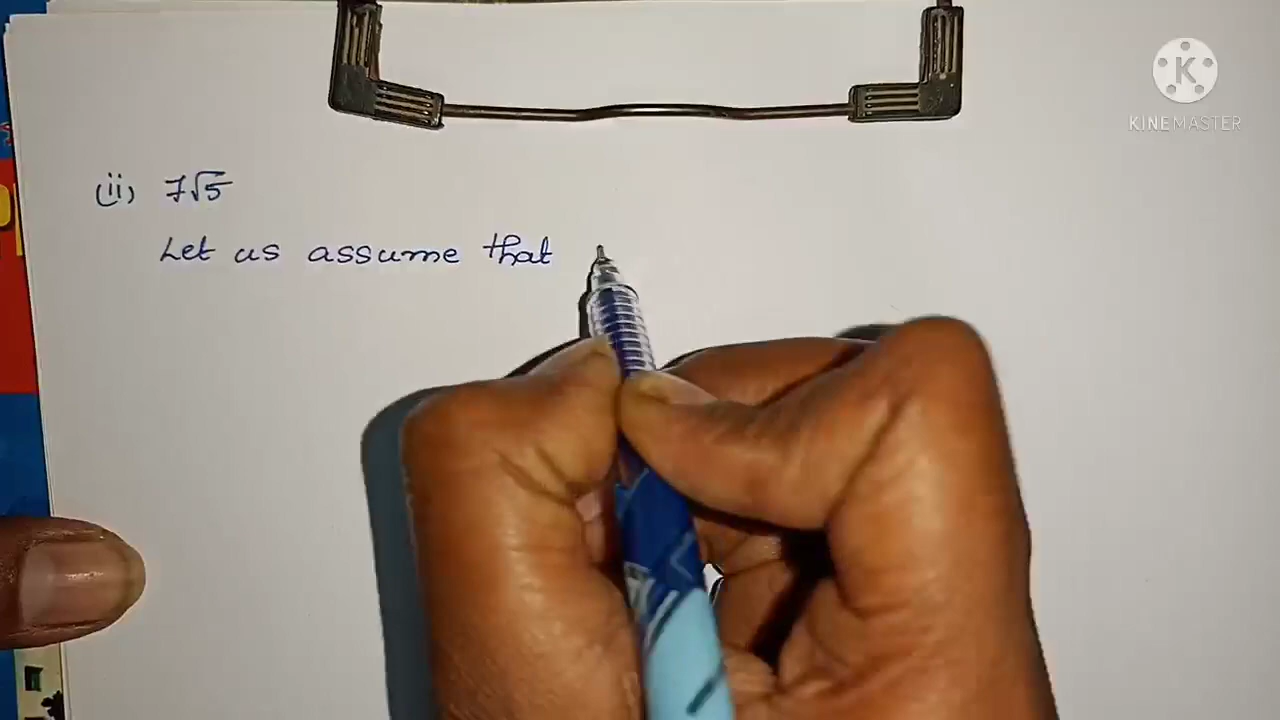 K
KINEMASTER
(ii) 7√5
Let us assume that